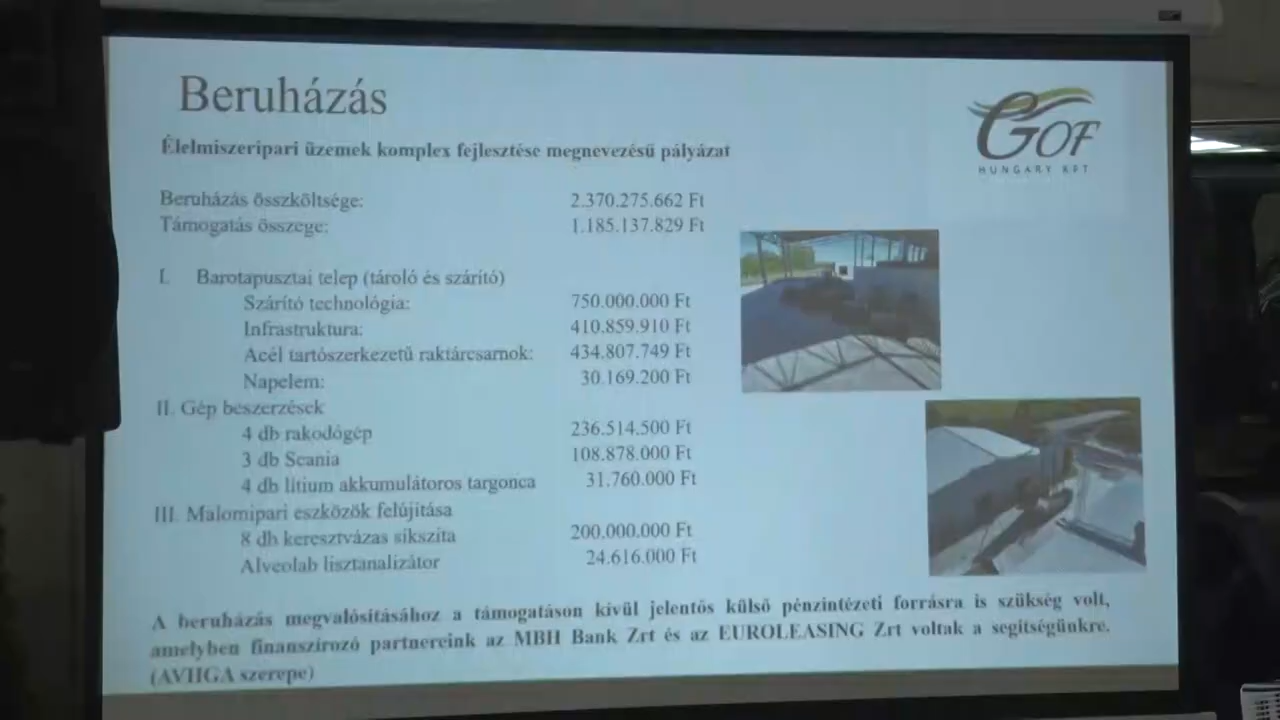 Beruházás
GOF
HUNGARY KFT
Élelmiszeripari üzemek komplex fejlesztése megnevezésű pályázat
Beruházás összköltsége: 2.370.275.662 Ft
Támogatás összege: 1.185.137.829 Ft
I. Barotapusztai telep (tároló és szárító)
Szárító technológia: 750.000.000 Ft
Infrastruktura: 410.859.910 Ft
Acél tartószerkezetű raktárcsarnok: 434.807.749 Ft
Napelem: 30.169.200 Ft
II. Gép beszerzések
4 db rakodógép 236.514.500 Ft
3 db Scania 108.878.000 Ft
4 db lítium akkumulátoros targonca 31.760.000 Ft
III. Malomipari eszközök felújítása
8 db keresztvázas síkszita 200.000.000 Ft
Alveolab lisztanalizátor 24.616.000 Ft
A beruházás megvalósításához a támogatáson kívül jelentős külső pénzintézeti forrásra is szükség volt,
amelyben finanszírozó partnereink az MBH Bank Zrt és az EUROLEASING Zrt voltak a segítségünkre.
(AVHGA szerepe)